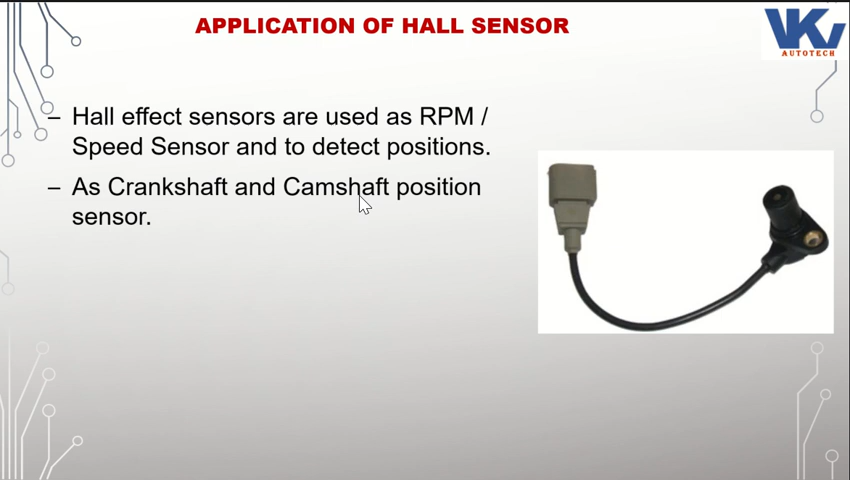 APPLICATION OF HALL SENSOR
VKV
AUTOTECH
– Hall effect sensors are used as RPM /
Speed Sensor and to detect positions.
– As Crankshaft and Camshaft position
sensor.